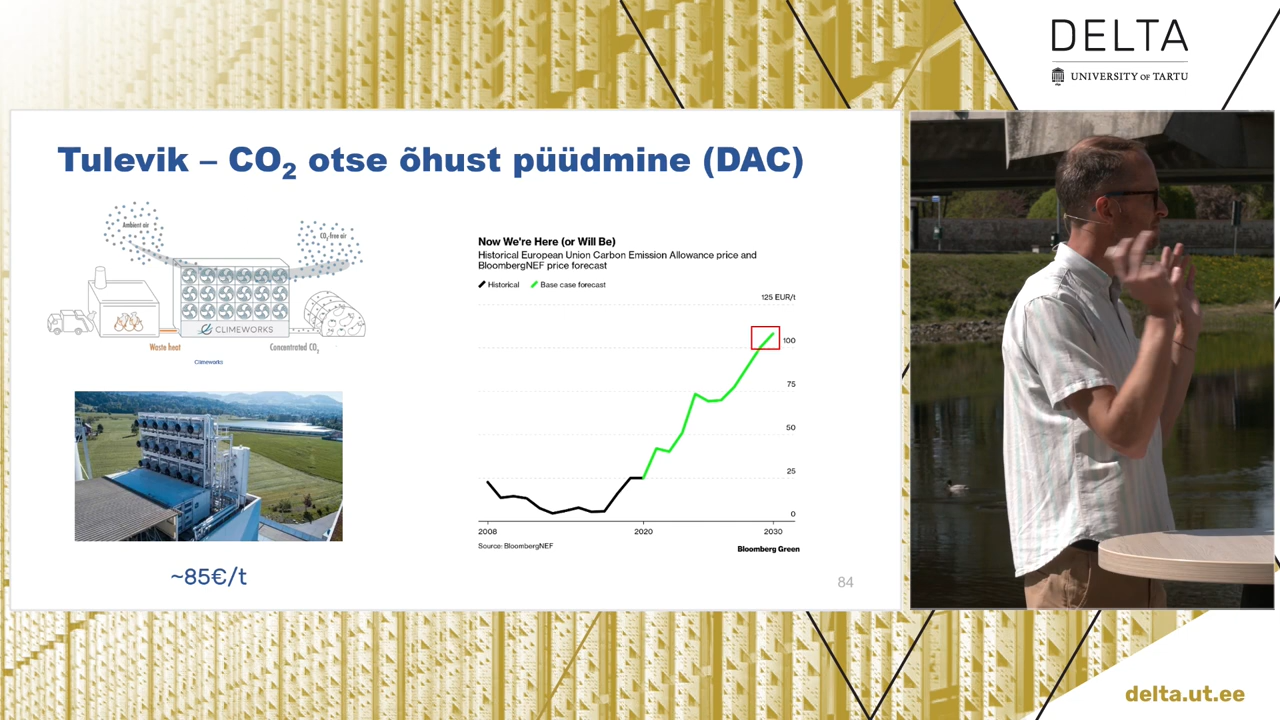 DELTA
UNIVERSITY OF TARTU
Tulevik – CO₂ otse õhust püüdmine (DAC)
Ambient air
CO₂-free air
CLIMEWORKS
Waste heat
Concentrated CO₂
Climeworks
~85€/t
Now We're Here (or Will Be)
Historical European Union Carbon Emission Allowance price and
BloombergNEF price forecast
Historical
Base case forecast
125 EUR/t
100
75
50
25
0
2008
2020
2030
Source: BloombergNEF
Bloomberg Green
84
delta.ut.ee